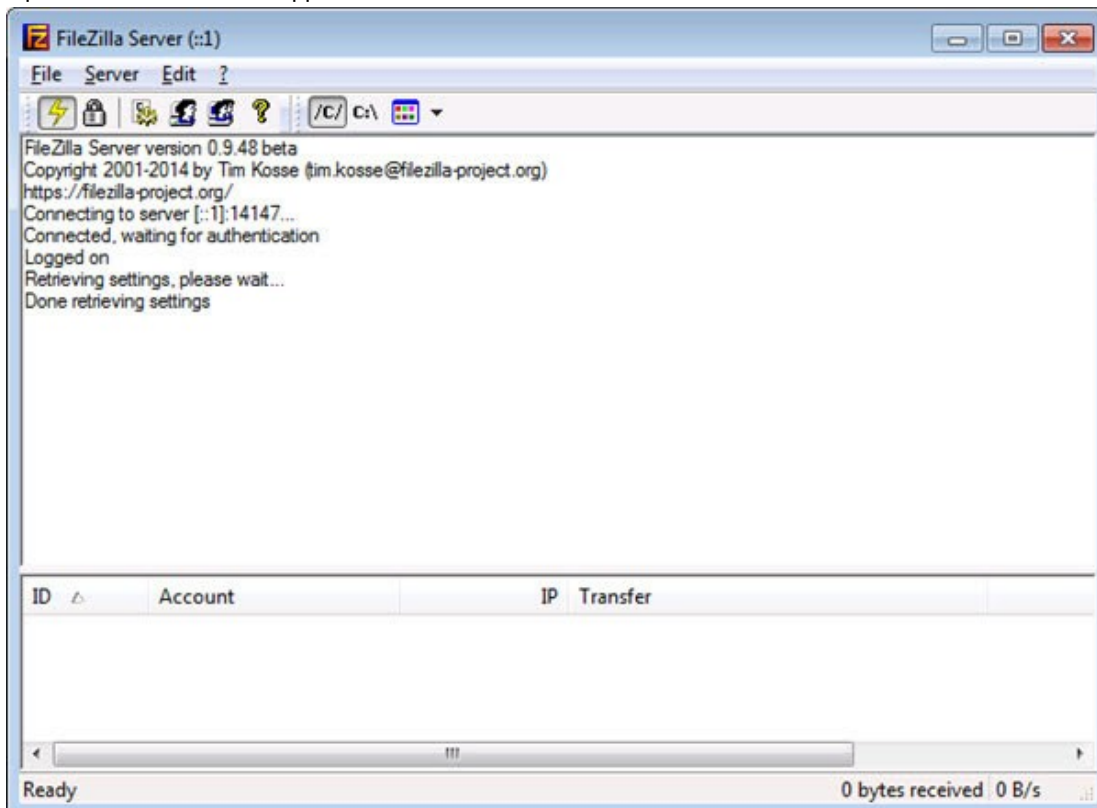 FileZilla Server (::1)
File Server Edit ?
/C/ C:\
FileZilla Server version 0.9.48 beta
Copyright 2001-2014 by Tim Kosse (tim.kosse@filezilla-project.org)
https://filezilla-project.org/
Connecting to server [::1]:14147...
Connected, waiting for authentication
Logged on
Retrieving settings, please wait...
Done retrieving settings
ID Account IP Transfer
Ready 0 bytes received 0 B/s